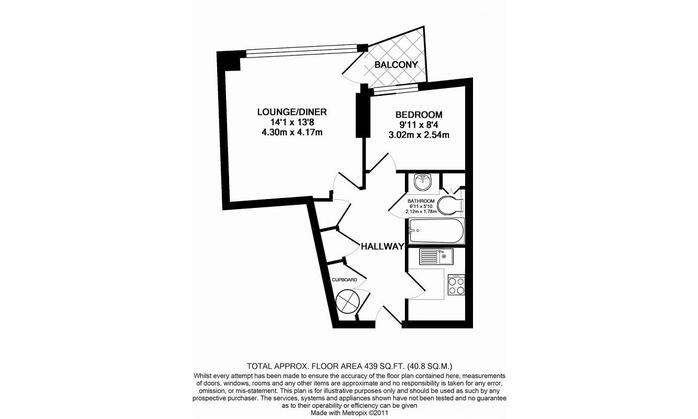 BALCONY
LOUNGE/DINER
14'1 x 13'8
4.30m x 4.17m
BEDROOM
9'11 x 8'4
3.02m x 2.54m
BATHROOM
6'11 x 5'10
2.12m x 1.78m
HALLWAY
CUPBOARD
TOTAL APPROX. FLOOR AREA 439 SQ.FT. (40.8 SQ.M.)
Whilst every attempt has been made to ensure the accuracy of the floor plan contained here, measurements
of doors, windows, rooms and any other items are approximate and no responsibility is taken for any error,
omission, or mis-statement. This plan is for illustrative purposes only and should be used as such by any
prospective purchaser. The services, systems and appliances shown have not been tested and no guarantee
as to their operability or efficiency can be given
Made with Metropix ©2011